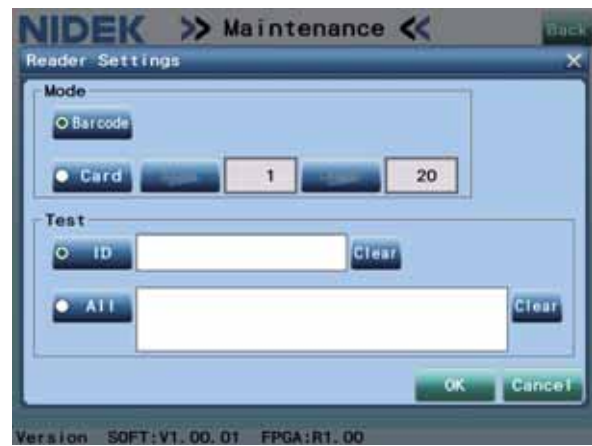 NIDEK >> Maintenance << Back
Reader Settings
Mode
Barcode
Card 1 20
Test
ID Clear
All Clear
OK Cancel
Version SOFT:V1.00.01 FPGA:R1.00